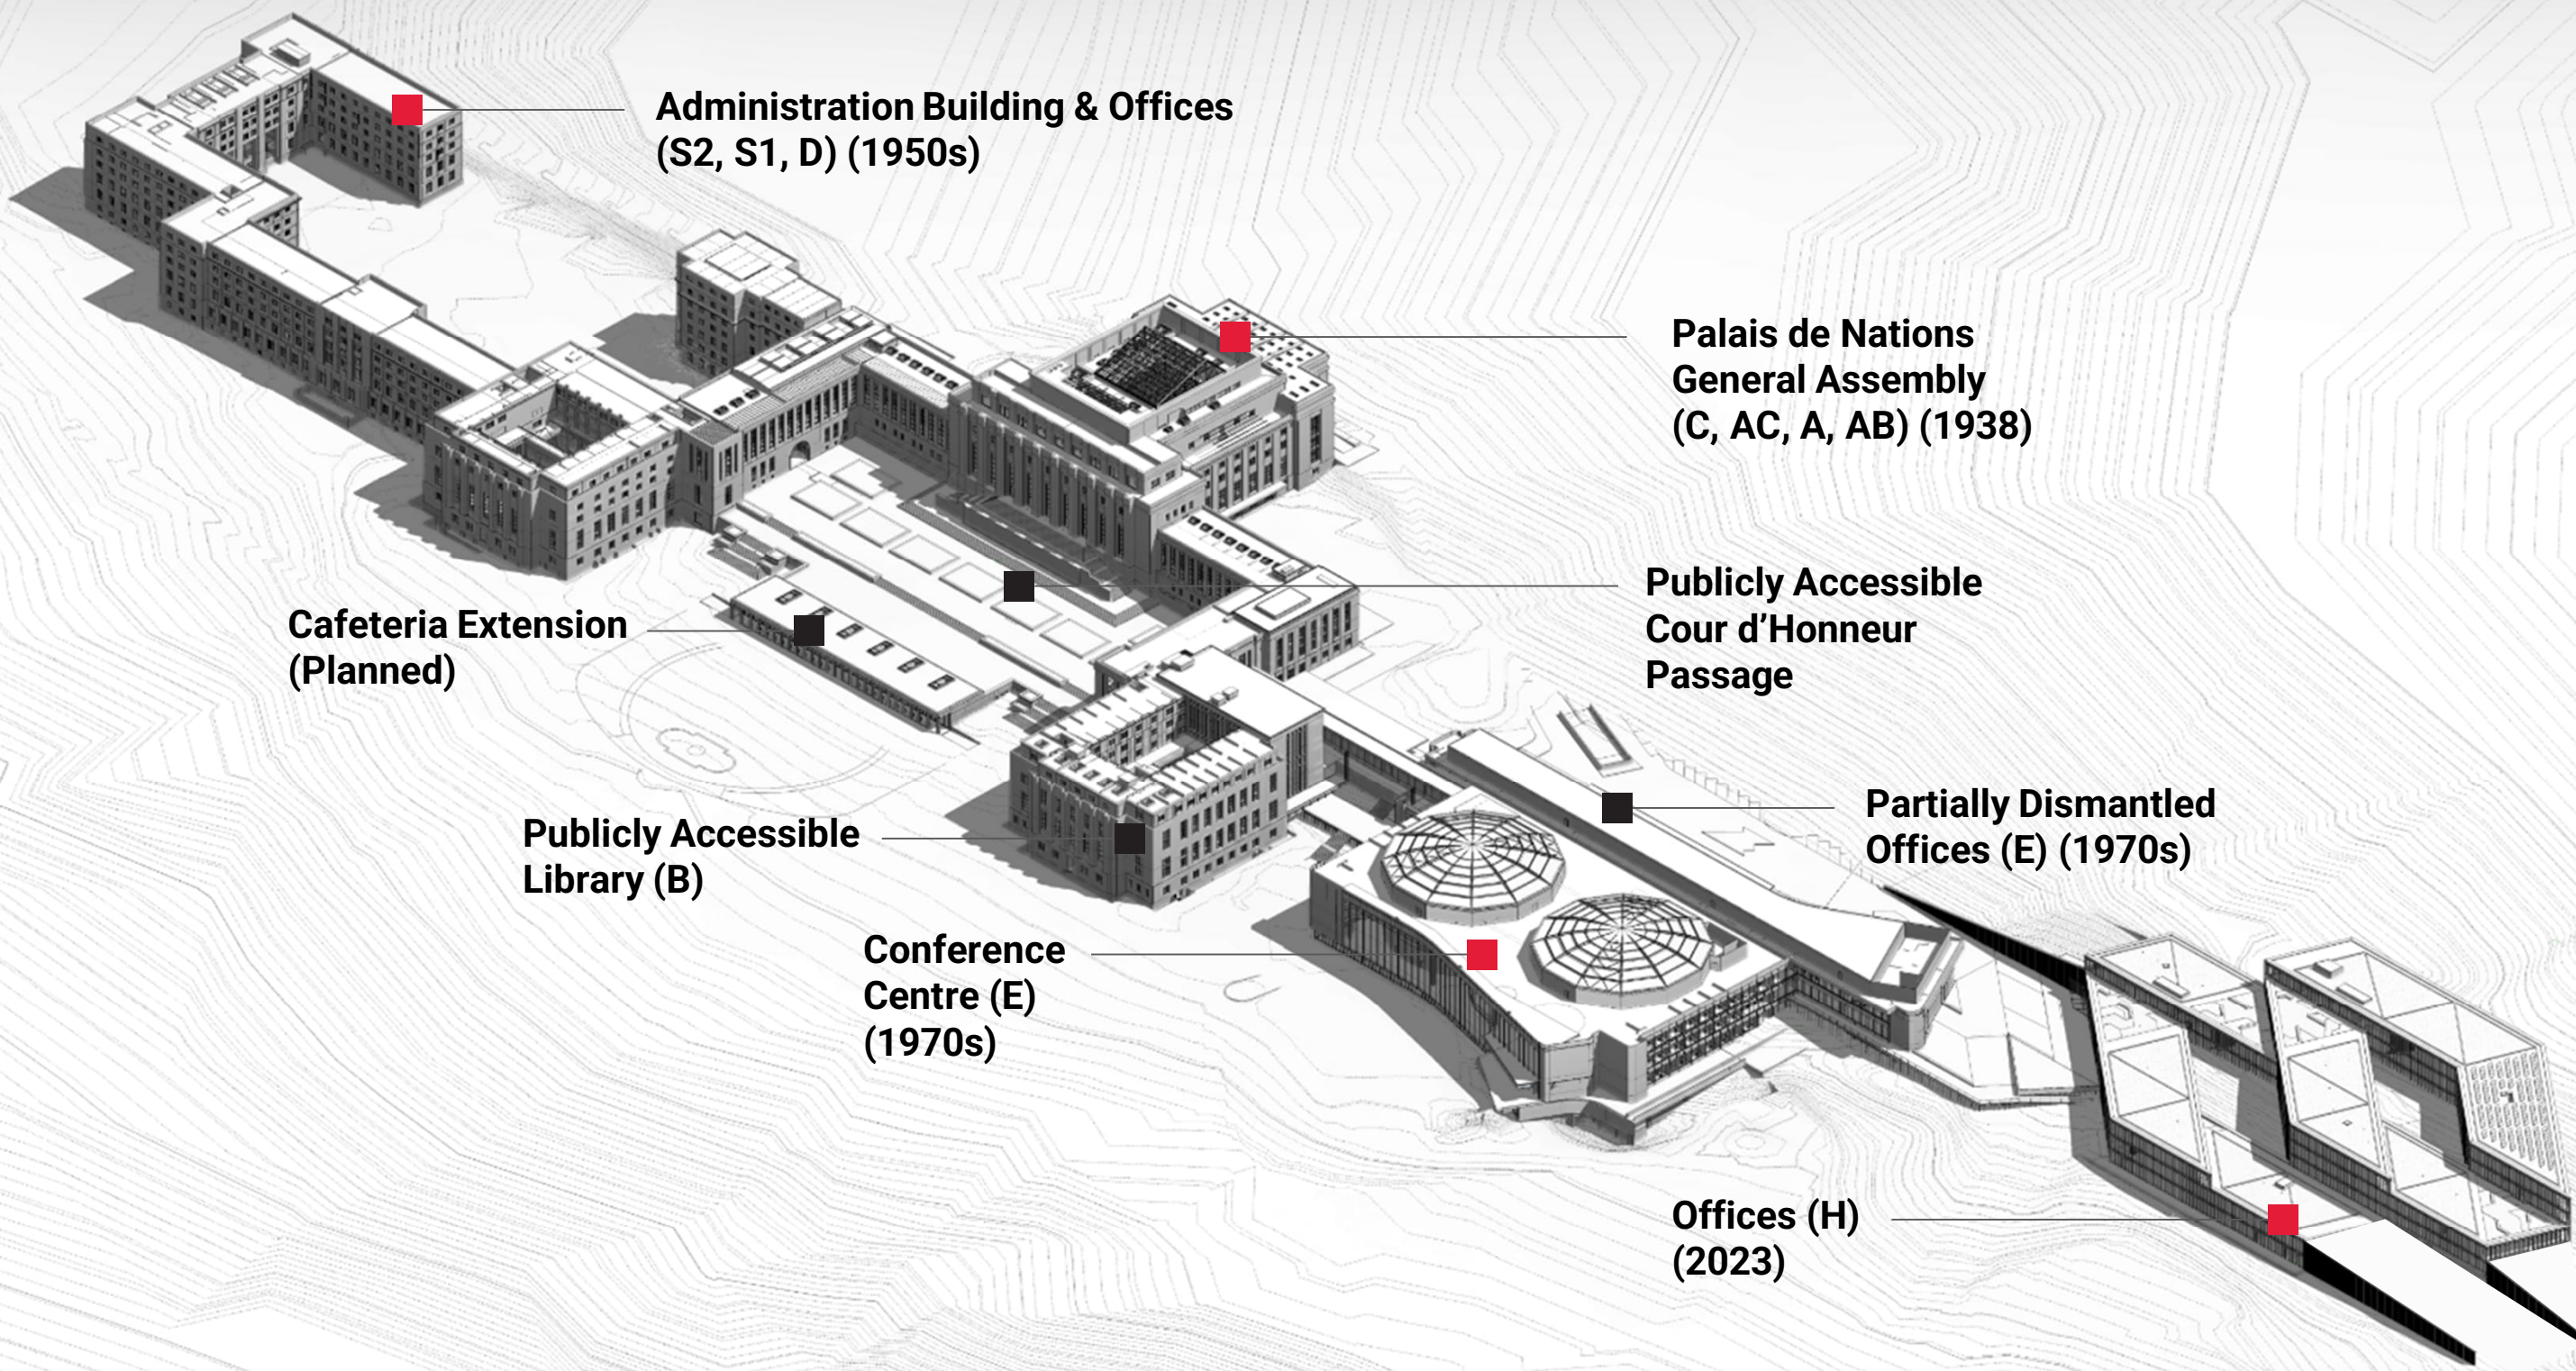 Administration Building & Offices
(S2, S1, D) (1950s)
Palais de Nations
General Assembly
(C, AC, A, AB) (1938)
Publicly Accessible
Cour d’Honneur
Passage
Cafeteria Extension
(Planned)
Partially Dismantled
Offices (E) (1970s)
Publicly Accessible
Library (B)
Conference
Centre (E)
(1970s)
Offices (H)
(2023)